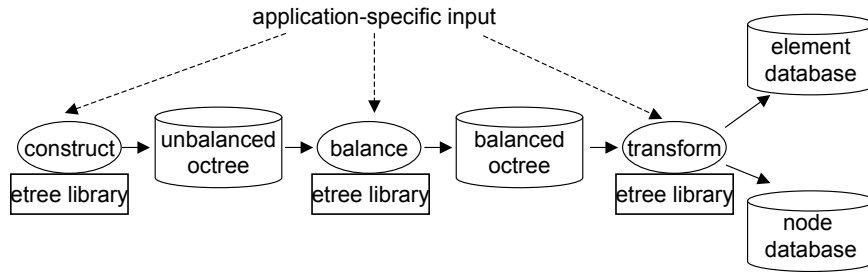 application-specific input
element
database
construct
unbalanced
octree
balance
balanced
octree
transform
etree library
etree library
etree library
node
database